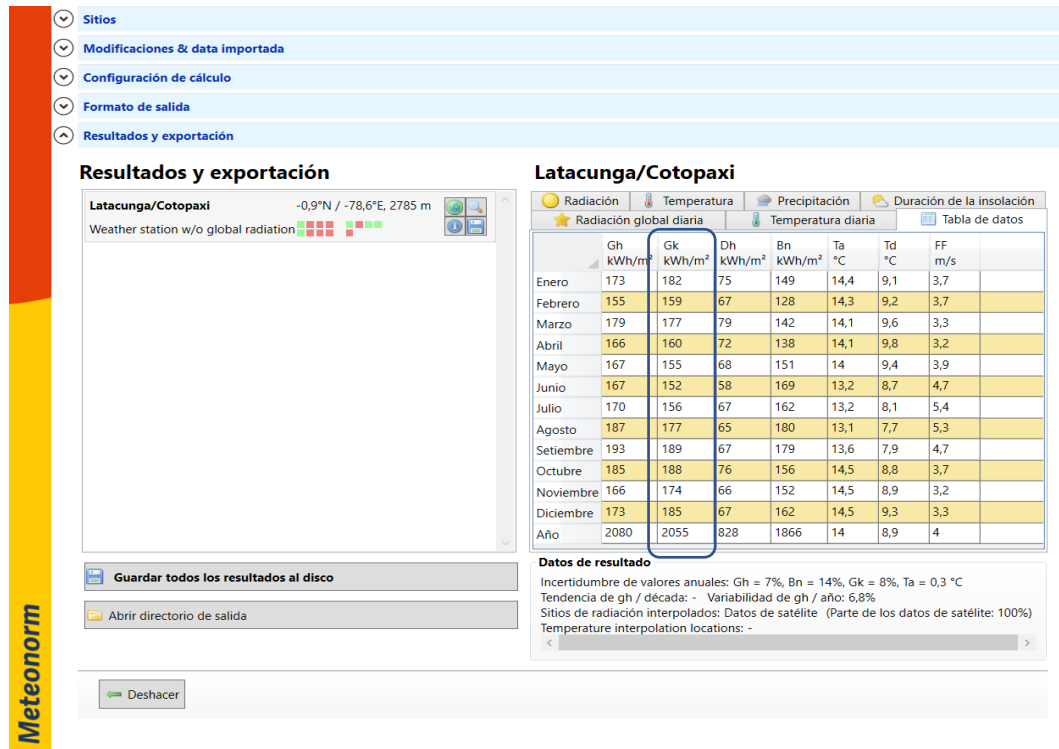 Sitios
Modificaciones & data importada
Configuración de cálculo
Formato de salida
Resultados y exportación
Resultados y exportación
Latacunga/Cotopaxi -0,9°N / -78,6°E, 2785 m
Weather station w/o global radiation
Guardar todos los resultados al disco
Abrir directorio de salida
Latacunga/Cotopaxi
Radiación Temperatura Precipitación Duración de la insolación
Radiación global diaria Temperatura diaria Tabla de datos
Gh Gk Dh Bn Ta Td FF
kWh/m² kWh/m² kWh/m² kWh/m² °C °C m/s
Enero 173 182 75 149 14,4 9,1 3,7
Febrero 155 159 67 128 14,3 9,2 3,7
Marzo 179 177 79 142 14,1 9,6 3,3
Abril 166 160 72 138 14,1 9,8 3,2
Mayo 167 155 68 151 14 9,4 3,9
Junio 167 152 58 169 13,2 8,7 4,7
Julio 170 156 67 162 13,2 8,1 5,4
Agosto 187 177 65 180 13,1 7,7 5,3
Setiembre 193 189 67 179 13,6 7,9 4,7
Octubre 185 188 76 156 14,5 8,8 3,7
Noviembre 166 174 66 152 14,5 8,9 3,2
Diciembre 173 185 67 162 14,5 9,3 3,3
Año 2080 2055 828 1866 14 8,9 4
Datos de resultado
Incertidumbre de valores anuales: Gh = 7%, Bn = 14%, Gk = 8%, Ta = 0,3 °C
Tendencia de gh / década: - Variabilidad de gh / año: 6,8%
Sitios de radiación interpolados: Datos de satélite (Parte de los datos de satélite: 100%)
Temperature interpolation locations: -
Deshacer
Meteonorm